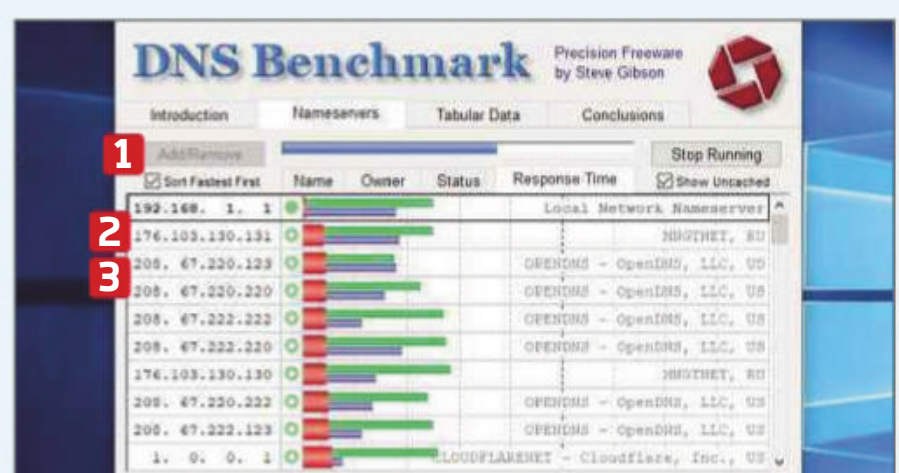 DNS Benchmark
Precision Freeware
by Steve Gibson
Introduction Nameservers Tabular Data Conclusions
1 Add/Remove Stop Running
Sort Fastest First Name Owner Status Response Time Show Uncached
192.168. 1. 1 Local Network Nameserver
2 176.103.130.131 RU
3 208. 67.220.123 OPENDNS - OpenDNS, LLC, US
208. 67.220.220 OPENDNS - OpenDNS, LLC, US
208. 67.222.222 OPENDNS - OpenDNS, LLC, US
208. 67.222.220 OPENDNS - OpenDNS, LLC, US
176.103.130.130 RU
208. 67.220.222 OPENDNS - OpenDNS, LLC, US
208. 67.222.123 OPENDNS - OpenDNS, LLC, US
1. 0. 0. 1 CLOUDFLARENET - Cloudflare, Inc., US